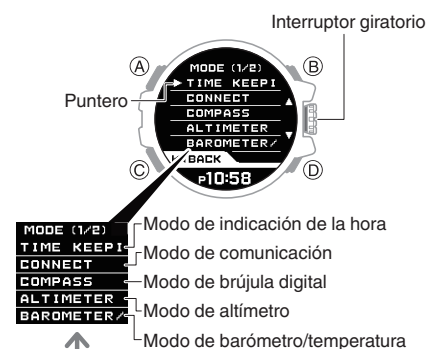 Interruptor giratorio
A
B
MODE (1/2)
TIME KEEPI
Puntero
CONNECT
COMPASS
ALTIMETER
BAROMETER/
BACK
C
D
P10:58
MODE (1/2)
TIME KEEPI
Modo de indicación de la hora
CONNECT
Modo de comunicación
COMPASS
Modo de brújula digital
ALTIMETER
Modo de altímetro
BAROMETER/
Modo de barómetro/temperatura